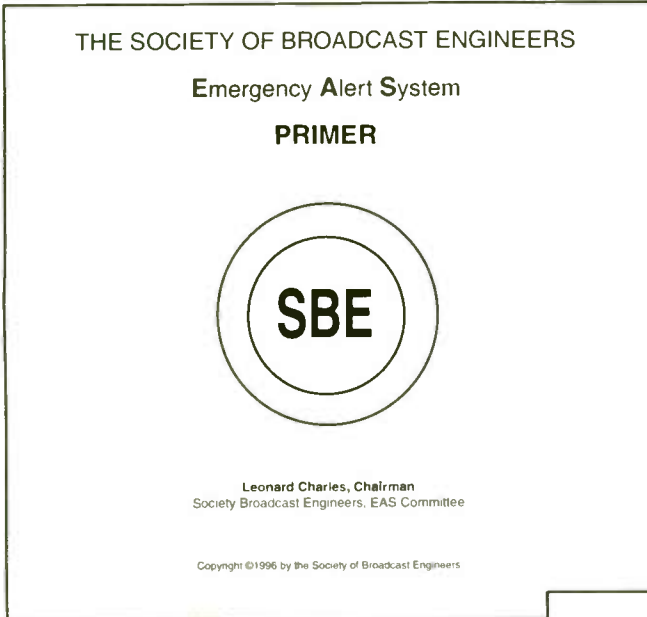 THE SOCIETY OF BROADCAST ENGINEERS
Emergency Alert System
PRIMER
SBE
Leonard Charles, Chairman
Society Broadcast Engineers, EAS Committee
Copyright ©1996 by the Society of Broadcast Engineers